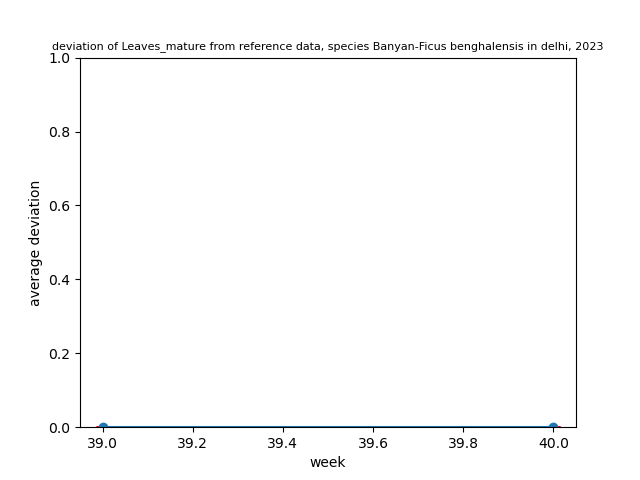 deviation of Leaves_mature from reference data, species Banyan-Ficus benghalensis in delhi, 2023
1.0
0.8
0.6
0.4
0.2
0.0
average deviation
39.0 39.2 39.4 39.6 39.8 40.0
week